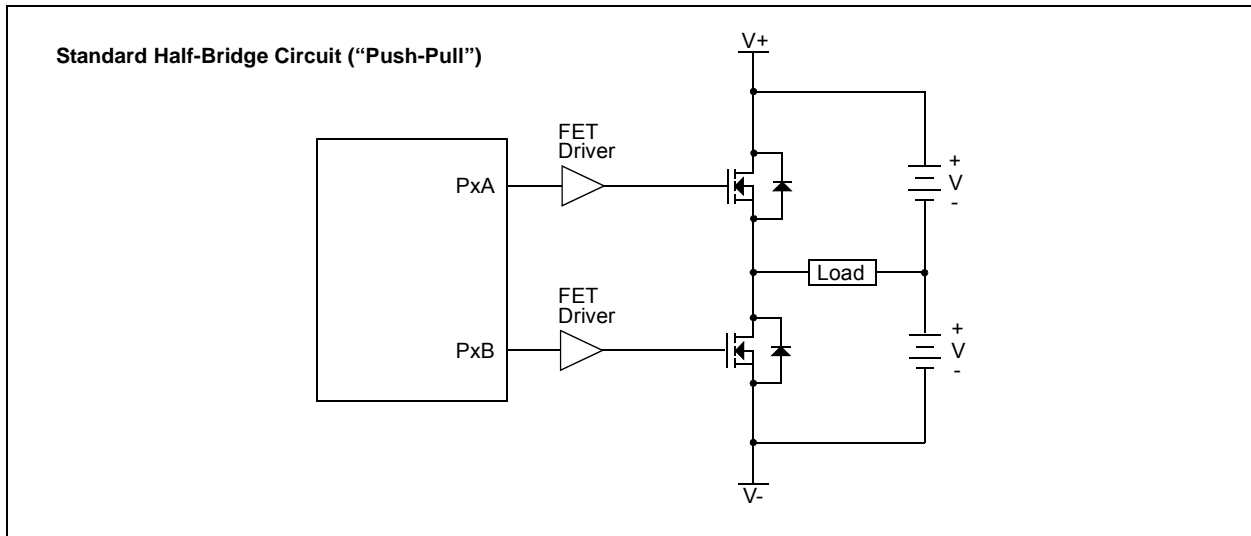 Standard Half-Bridge Circuit (“Push-Pull”)
V+
FET
Driver
PxA
+
V
-
Load
FET
Driver
PxB
+
V
-
V-